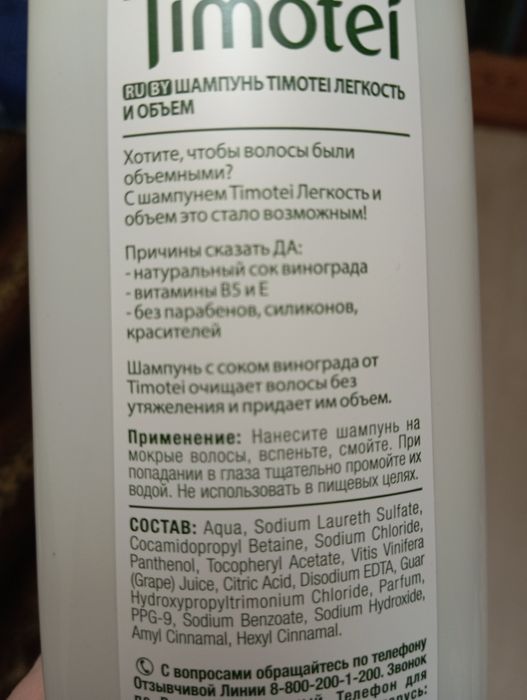 Timotei
RU BY ШАМПУНЬ TIMOTEI ЛЕГКОСТЬ
И ОБЪЕМ
Хотите, чтобы волосы были
объемными?
С шампунем Timotei Легкость и
объем это стало возможным!
Причины сказать ДА:
- натуральный сок винограда
- витамины B5 и E
- без парабенов, силиконов,
красителей
Шампунь с соком винограда от
Timotei очищает волосы без
утяжеления и придает им объем.
Применение: Нанесите шампунь на
мокрые волосы, вспеньте, смойте. При
попадании в глаза тщательно промойте их
водой. Не использовать в пищевых целях.
СОСТАВ: Aqua, Sodium Laureth Sulfate,
Cocamidopropyl Betaine, Sodium Chloride,
Panthenol, Tocopheryl Acetate, Vitis Vinifera
(Grape) Juice, Citric Acid, Disodium EDTA, Guar
Hydroxypropyltrimonium Chloride, Parfum,
PPG-9, Sodium Benzoate, Sodium Hydroxide,
Amyl Cinnamal, Hexyl Cinnamal.
С вопросами обращайтесь по телефону
Отзывчивой Линии 8-800-200-1-200. Звонок
Телефон для